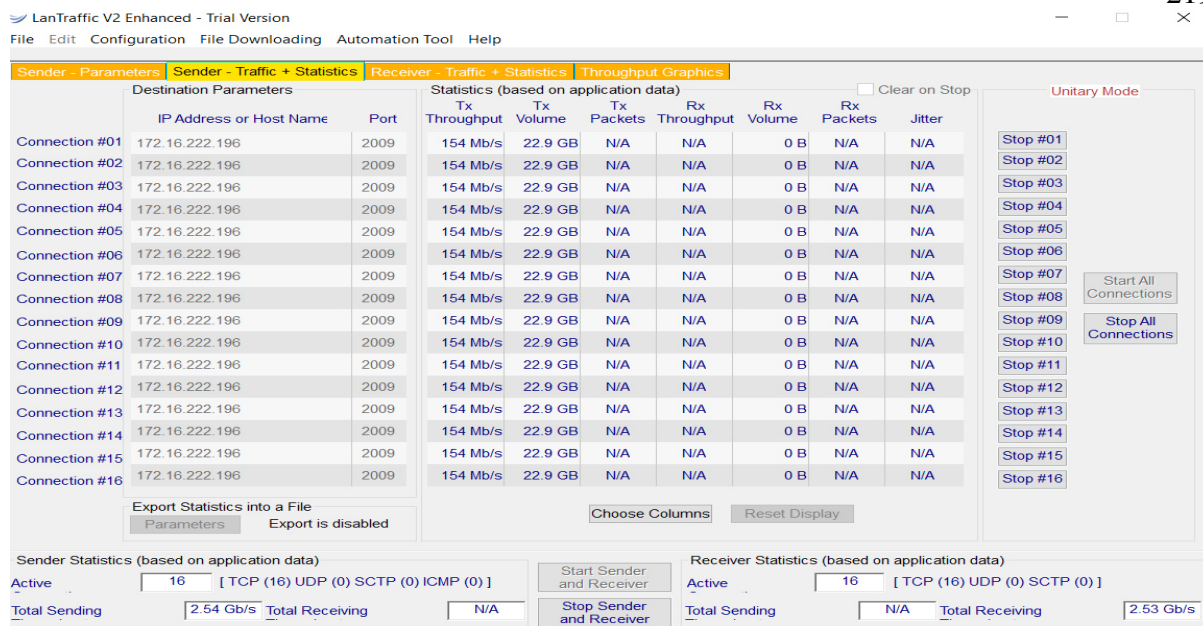 LanTraffic V2 Enhanced - Trial Version
File Edit Configuration File Downloading Automation Tool Help
Sender - Parameters Sender - Traffic + Statistics Receiver - Traffic + Statistics Throughput Graphics
Destination Parameters Statistics (based on application data) Clear on Stop Unitary Mode
Tx Tx Tx Rx Rx Rx
IP Address or Host Name Port Throughput Volume Packets Throughput Volume Packets Jitter
Connection #01 172.16.222.196 2009 154 Mb/s 22.9 GB N/A N/A 0 B N/A N/A Stop #01
Connection #02 172.16.222.196 2009 154 Mb/s 22.9 GB N/A N/A 0 B N/A N/A Stop #02
Connection #03 172.16.222.196 2009 154 Mb/s 22.9 GB N/A N/A 0 B N/A N/A Stop #03
Connection #04 172.16.222.196 2009 154 Mb/s 22.9 GB N/A N/A 0 B N/A N/A Stop #04
Connection #05 172.16.222.196 2009 154 Mb/s 22.9 GB N/A N/A 0 B N/A N/A Stop #05
Connection #06 172.16.222.196 2009 154 Mb/s 22.9 GB N/A N/A 0 B N/A N/A Stop #06
Connection #07 172.16.222.196 2009 154 Mb/s 22.9 GB N/A N/A 0 B N/A N/A Stop #07 Start All
Connection #08 172.16.222.196 2009 154 Mb/s 22.9 GB N/A N/A 0 B N/A N/A Stop #08 Connections
Connection #09 172.16.222.196 2009 154 Mb/s 22.9 GB N/A N/A 0 B N/A N/A Stop #09 Stop All
Connection #10 172.16.222.196 2009 154 Mb/s 22.9 GB N/A N/A 0 B N/A N/A Stop #10 Connections
Connection #11 172.16.222.196 2009 154 Mb/s 22.9 GB N/A N/A 0 B N/A N/A Stop #11
Connection #12 172.16.222.196 2009 154 Mb/s 22.9 GB N/A N/A 0 B N/A N/A Stop #12
Connection #13 172.16.222.196 2009 154 Mb/s 22.9 GB N/A N/A 0 B N/A N/A Stop #13
Connection #14 172.16.222.196 2009 154 Mb/s 22.9 GB N/A N/A 0 B N/A N/A Stop #14
Connection #15 172.16.222.196 2009 154 Mb/s 22.9 GB N/A N/A 0 B N/A N/A Stop #15
Connection #16 172.16.222.196 2009 154 Mb/s 22.9 GB N/A N/A 0 B N/A N/A Stop #16
Export Statistics into a File
Parameters Export is disabled Choose Columns Reset Display
Sender Statistics (based on application data) Receiver Statistics (based on application data)
Start Sender
Active 16 [ TCP (16) UDP (0) SCTP (0) ICMP (0) ] and Receiver Active 16 [ TCP (16) UDP (0) SCTP (0) ]
Total Sending 2.54 Gb/s Total Receiving N/A Stop Sender Total Sending N/A Total Receiving 2.53 Gb/s
and Receiver